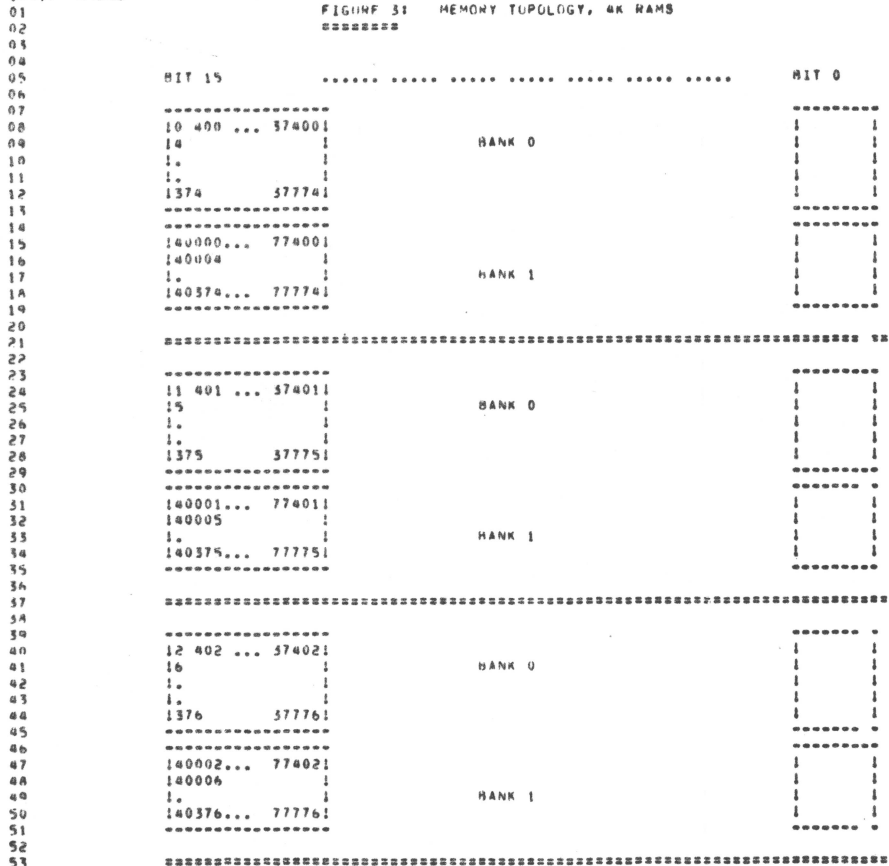 01 FIGURE 3: MEMORY TOPOLOGY, 4K RAMS
02 ========
03
04
05 BIT 15 ...... ..... ..... ..... ..... ..... ..... BIT 0
06
07 ------------------ ---------
08 !0 400 ... 37400! ! !
09 !4 ! BANK 0 ! !
10 !. ! ! !
11 !. ! ! !
12 !374 37774! ! !
13 ------------------ ---------
14 ------------------ ---------
15 !40000... 77400! ! !
16 !40004 ! ! !
17 !. ! BANK 1 ! !
18 !40374... 77774! ! !
19 ------------------ ---------
20
21 ================================================================================
22
23 ------------------ ---------
24 !1 401 ... 37401! ! !
25 !5 ! BANK 0 ! !
26 !. ! ! !
27 !. ! ! !
28 !375 37775! ! !
29 ------------------ ---------
30 ------------------ ---------
31 !40001... 77401! ! !
32 !40005 ! ! !
33 !. ! BANK 1 ! !
34 !40375... 77775! ! !
35 ------------------ ---------
36
37 ================================================================================
38
39 ------------------ ---------
40 !2 402 ... 37402! ! !
41 !6 ! BANK 0 ! !
42 !. ! ! !
43 !. ! ! !
44 !376 37776! ! !
45 ------------------ ---------
46 ------------------ ---------
47 !40002... 77402! ! !
48 !40006 ! ! !
49 !. ! BANK 1 ! !
50 !40376... 77776! ! !
51 ------------------ ---------
52
53 ================================================================================